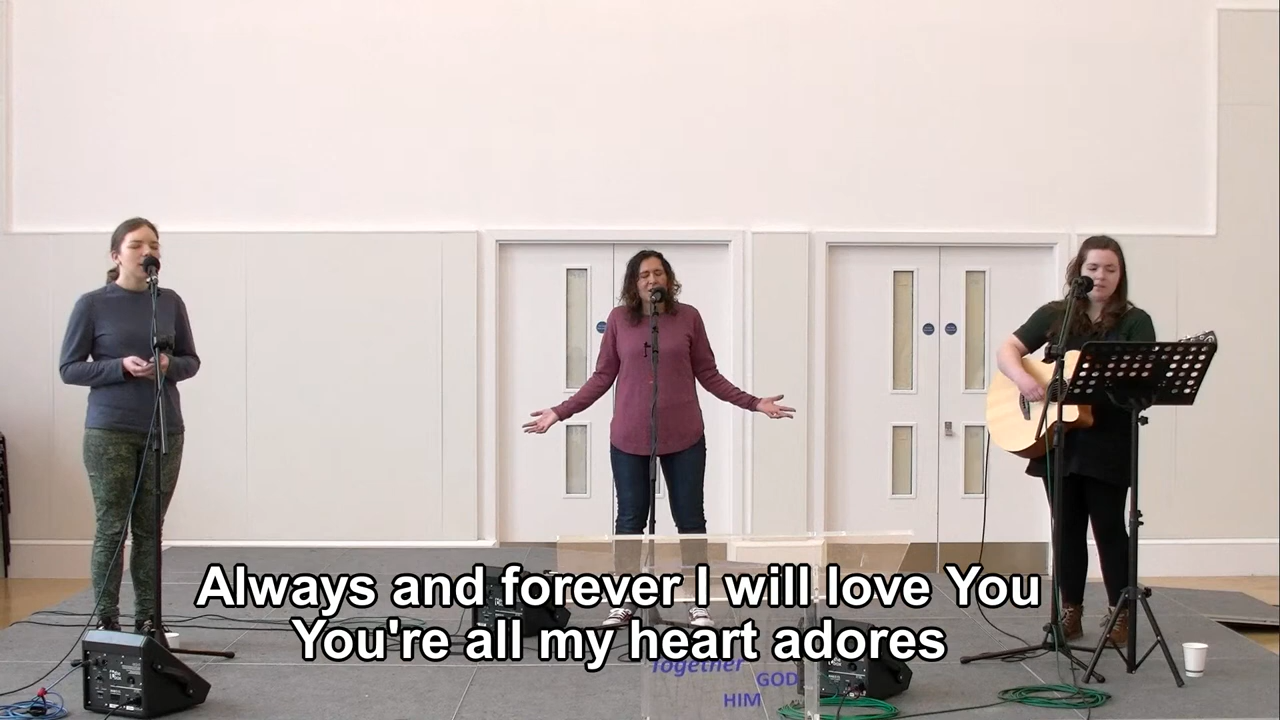 Always and forever I will love You
You're all my heart adores
Together
GOD
HIM